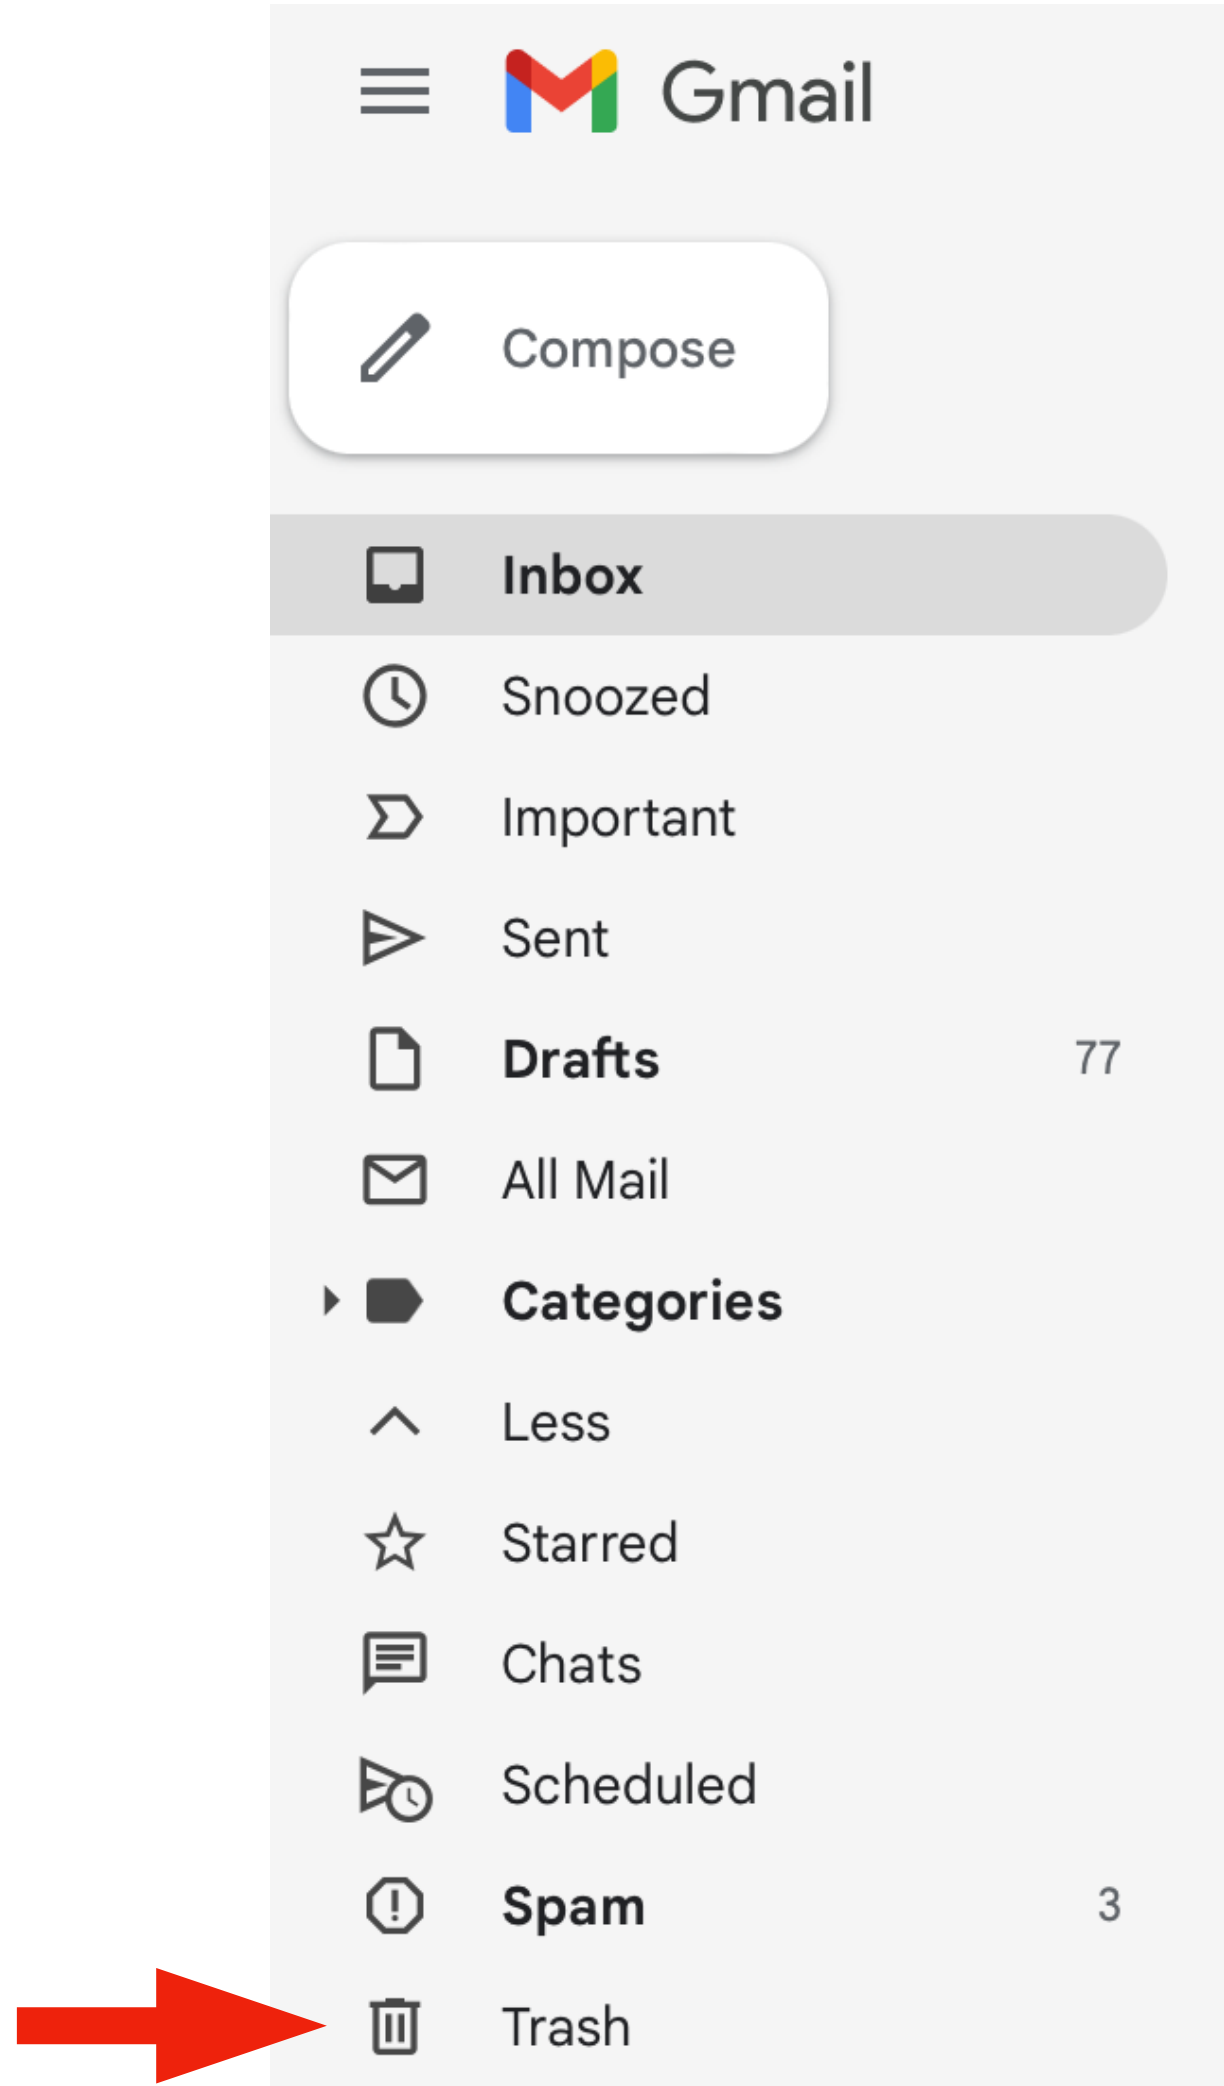 Gmail
Compose
Inbox
Snoozed
Important
Sent
Drafts 77
All Mail
Categories
Less
Starred
Chats
Scheduled
Spam 3
Trash